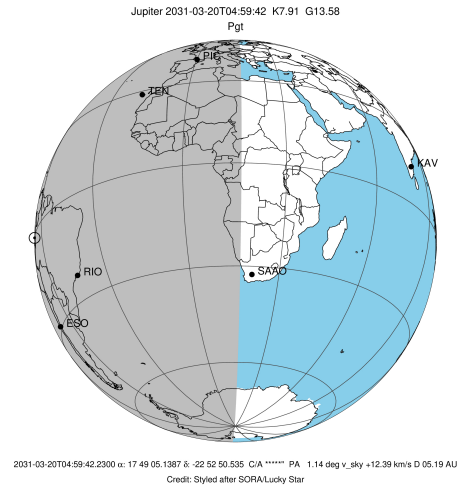 Jupiter 2031-03-20T04:59:42 K7.91 G13.58
Pgt
PIC
TEN
KAV
RIO
SAAO
ESO
2031-03-20T04:59:42.2300 α: 17 49 05.1387 δ: -22 52 50.535 C/A *****" PA 1.14 deg v_sky +12.39 km/s D 05.19 AU
Credit: Styled after SORA/Lucky Star